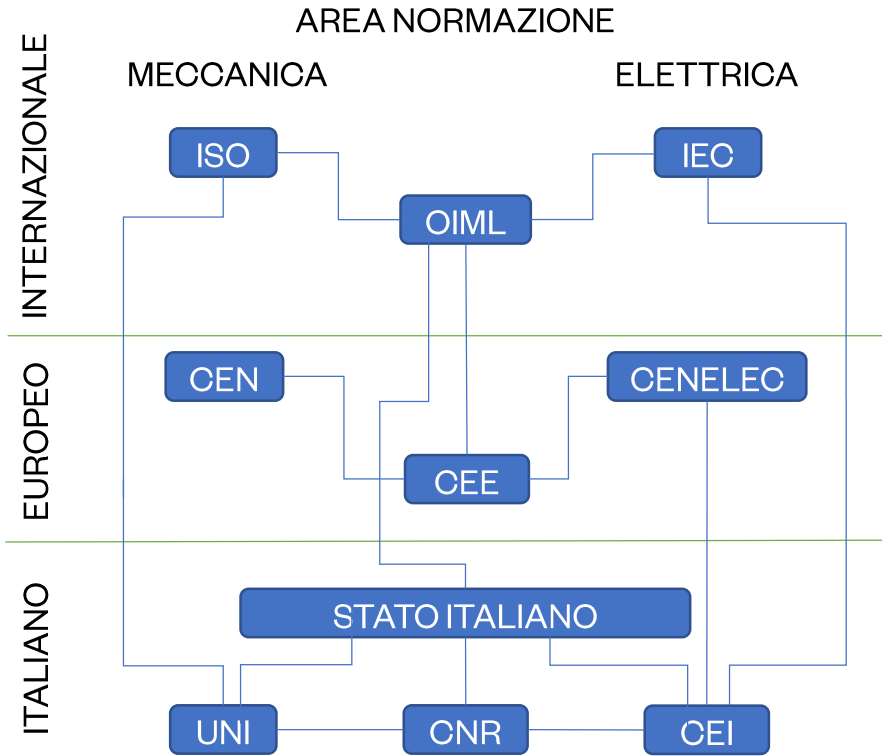 AREA NORMAZIONE
MECCANICA
ELETTRICA
INTERNAZIONALE
ISO
IEC
OIML
EUROPEO
CEN
CENELEC
CEE
ITALIANO
STATO ITALIANO
UNI
CNR
CEI